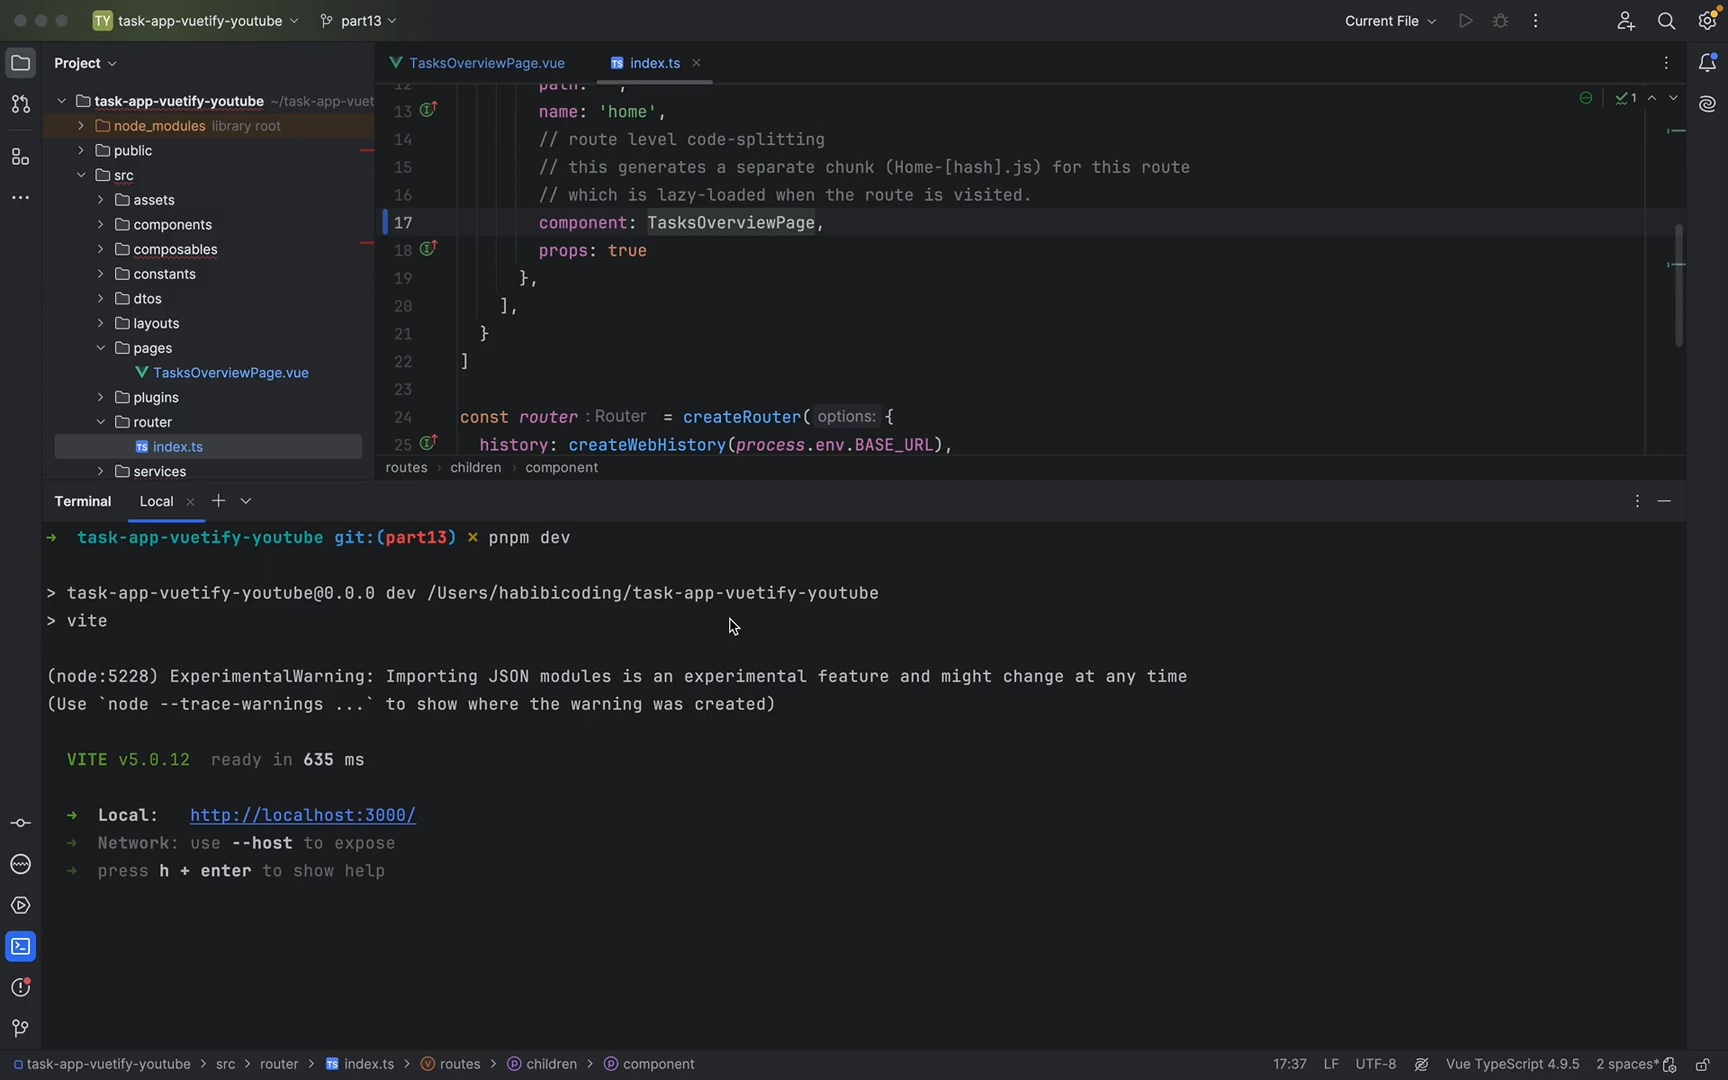 TY task-app-vuetify-youtube part13 Current File
Project
task-app-vuetify-youtube ~/task-app-vuet
node_modules library root
public
src
assets
components
composables
constants
dtos
layouts
pages
TasksOverviewPage.vue
plugins
router
TS index.ts
services
TasksOverviewPage.vue TS index.ts
12 path: '',
13 name: 'home',
14 // route level code-splitting
15 // this generates a separate chunk (Home-[hash].js) for this route
16 // which is lazy-loaded when the route is visited.
17 component: TasksOverviewPage,
18 props: true
19 },
20 ],
21 }
22 ]
23
24 const router : Router = createRouter( options: {
25 history: createWebHistory(process.env.BASE_URL),
1
routes > children > component
Terminal Local
→ task-app-vuetify-youtube git:(part13) × pnpm dev
> task-app-vuetify-youtube@0.0.0 dev /Users/habibicoding/task-app-vuetify-youtube
> vite
(node:5228) ExperimentalWarning: Importing JSON modules is an experimental feature and might change at any time
(Use `node --trace-warnings ...` to show where the warning was created)
VITE v5.0.12 ready in 635 ms
→ Local: http://localhost:3000/
→ Network: use --host to expose
→ press h + enter to show help
task-app-vuetify-youtube > src > router > TS index.ts > routes > children > component 17:37 LF UTF-8 Vue TypeScript 4.9.5 2 spaces*